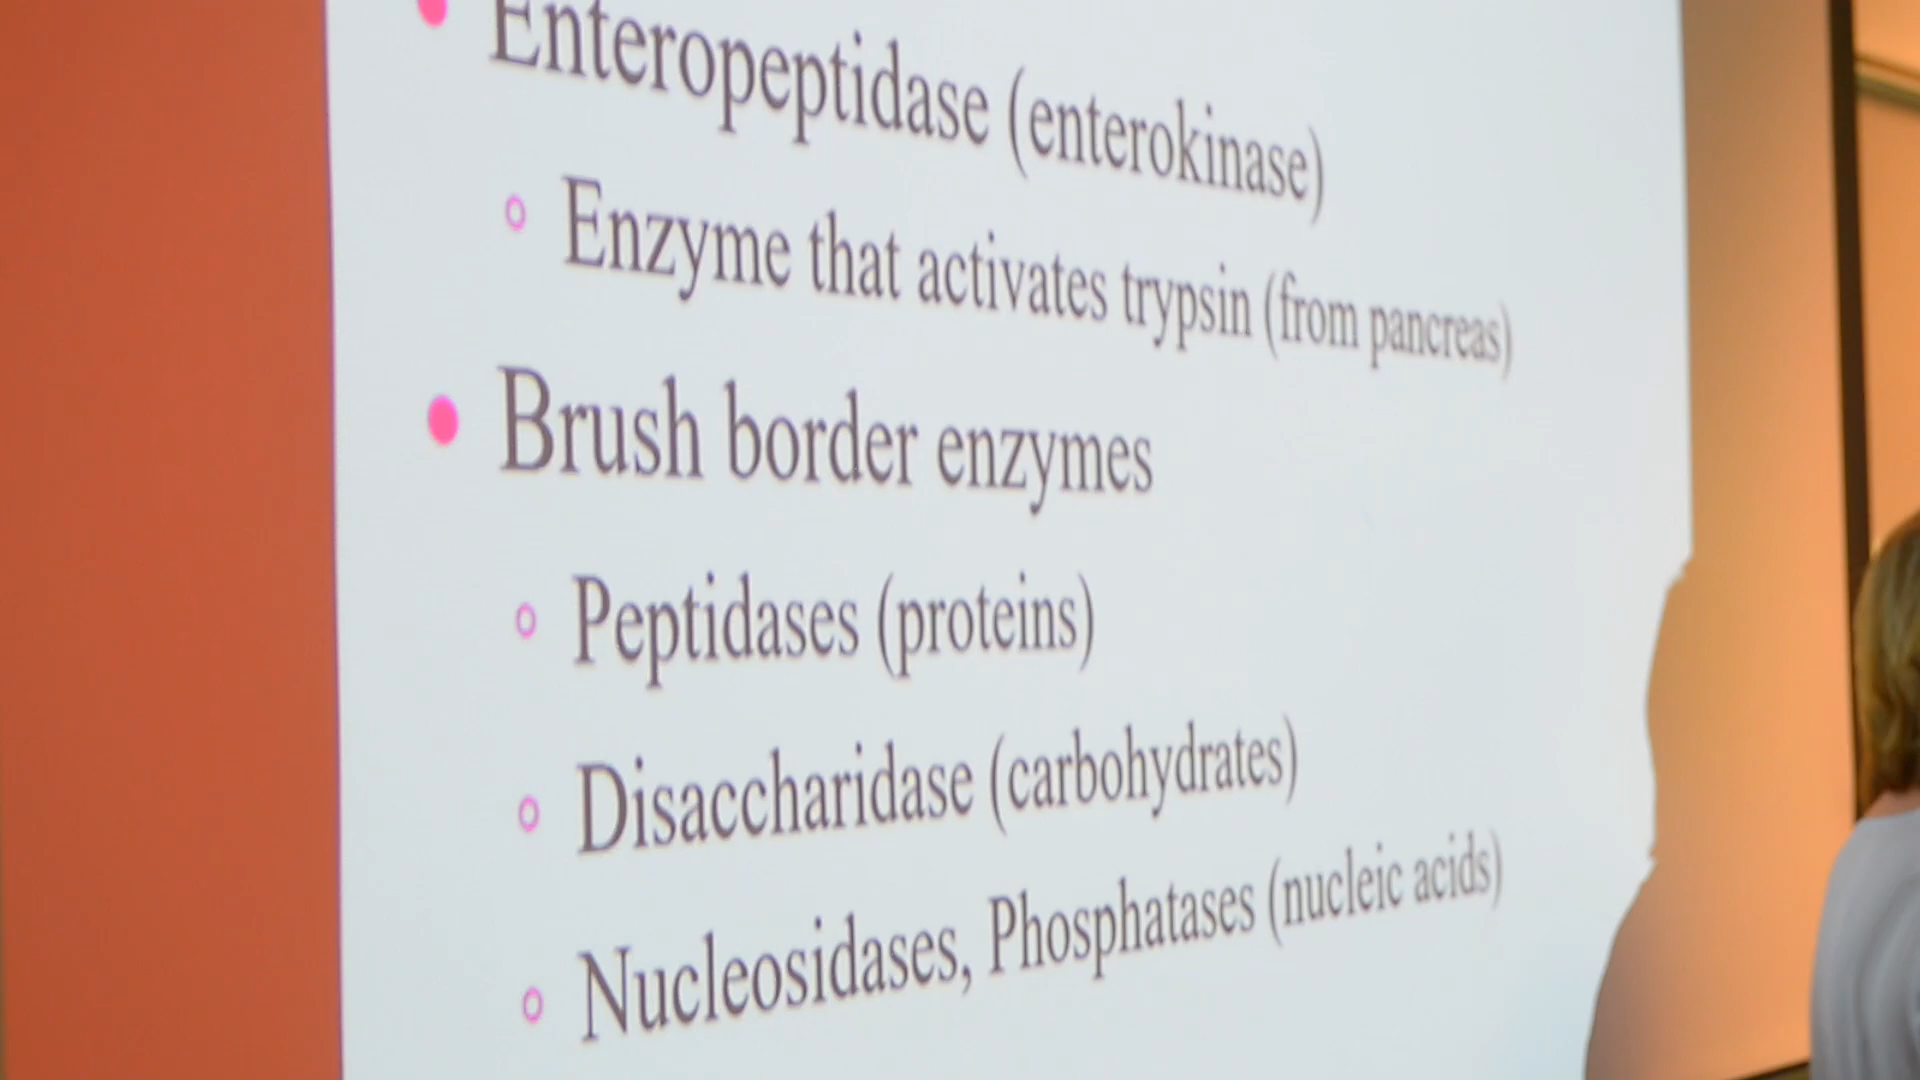 Enteropeptidase (enterokinase)
Enzyme that activates trypsin (from pancreas)
Brush border enzymes
Peptidases (proteins)
Disaccharidase (carbohydrates)
Nucleosidases, Phosphatases (nucleic acids)